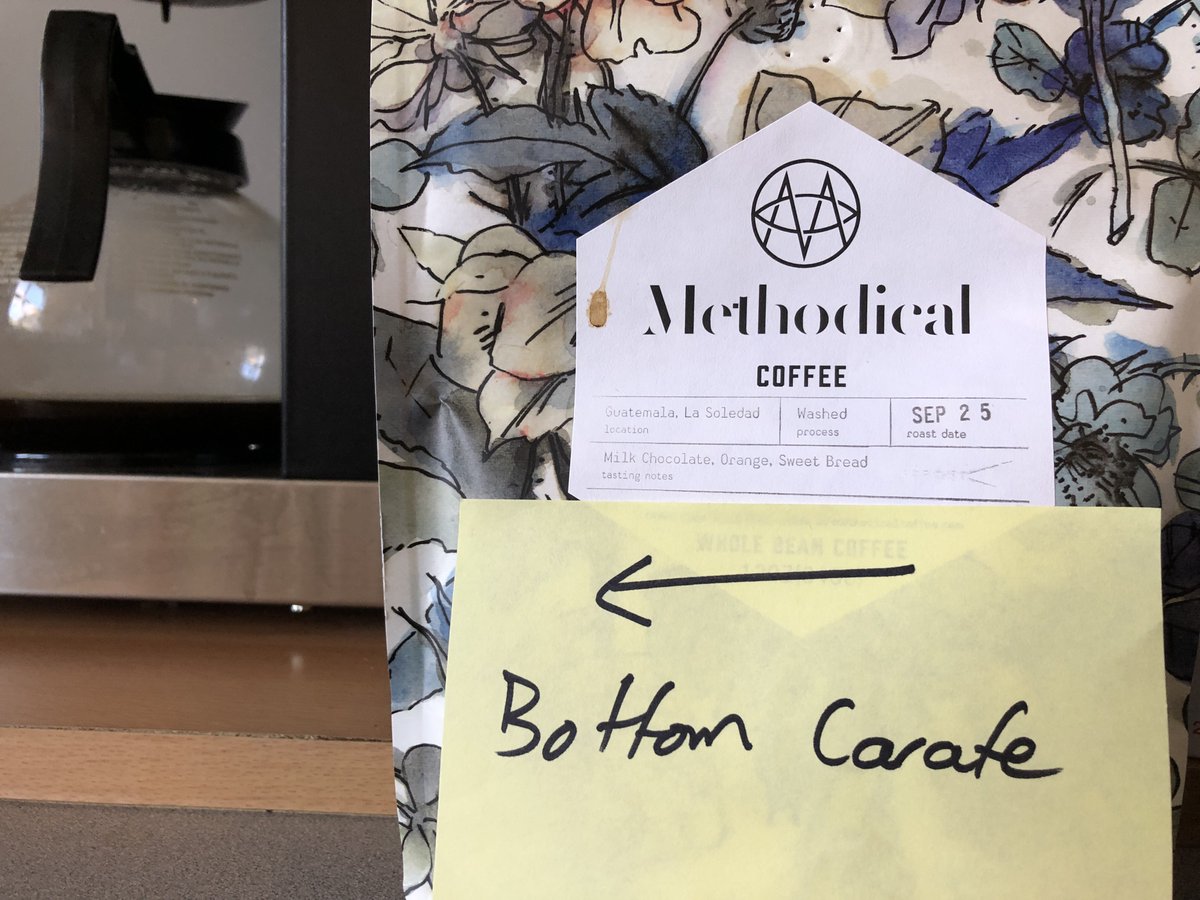 Methodical
COFFEE
Guatemala, La Soledad
location
Washed
process
SEP 25
roast date
Milk Chocolate, Orange, Sweet Bread
tasting notes
WHOLE BEAN COFFEE
Bottom Carafe